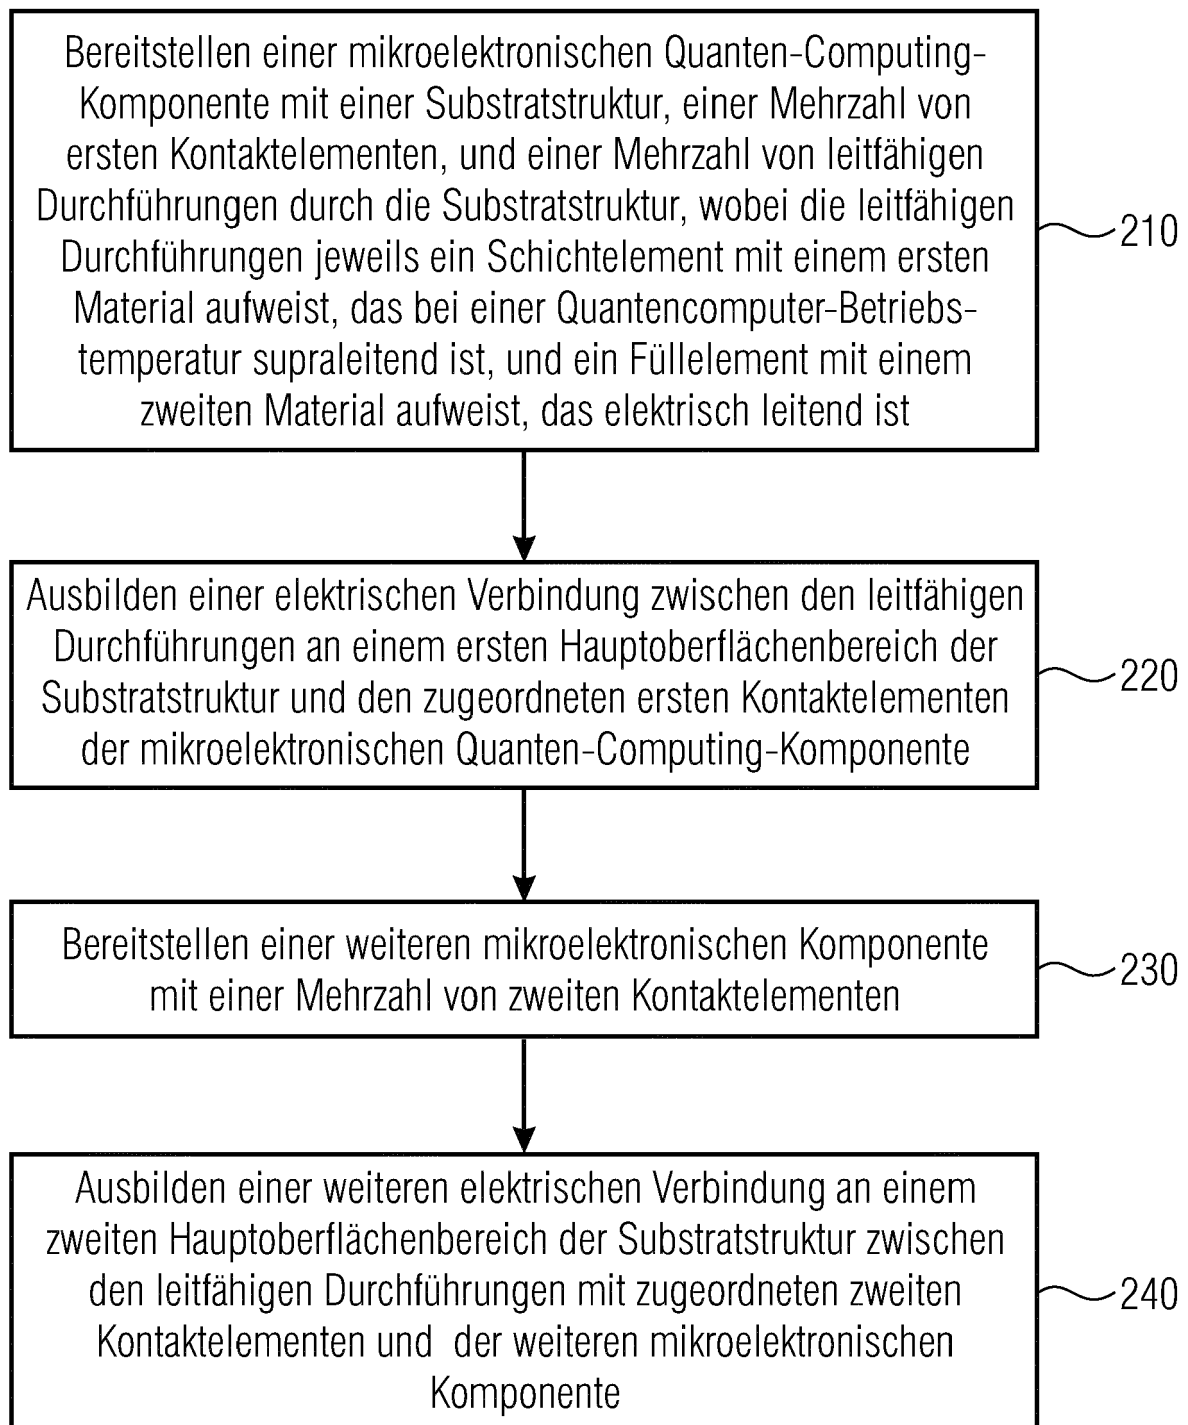 Bereitstellen einer mikroelektronischen Quanten-Computing-
Komponente mit einer Substratstruktur, einer Mehrzahl von
ersten Kontaktelementen, und einer Mehrzahl von leitfähigen
Durchführungen durch die Substratstruktur, wobei die leitfähigen
Durchführungen jeweils ein Schichtelement mit einem ersten
Material aufweist, das bei einer Quantencomputer-Betriebs-
temperatur supraleitend ist, und ein Füllelement mit einem
zweiten Material aufweist, das elektrisch leitend ist
210
Ausbilden einer elektrischen Verbindung zwischen den leitfähigen
Durchführungen an einem ersten Hauptoberflächenbereich der
Substratstruktur und den zugeordneten ersten Kontaktelementen
der mikroelektronischen Quanten-Computing-Komponente
220
Bereitstellen einer weiteren mikroelektronischen Komponente
mit einer Mehrzahl von zweiten Kontaktelementen
230
Ausbilden einer weiteren elektrischen Verbindung an einem
zweiten Hauptoberflächenbereich der Substratstruktur zwischen
den leitfähigen Durchführungen mit zugeordneten zweiten
Kontaktelementen und der weiteren mikroelektronischen
Komponente
240